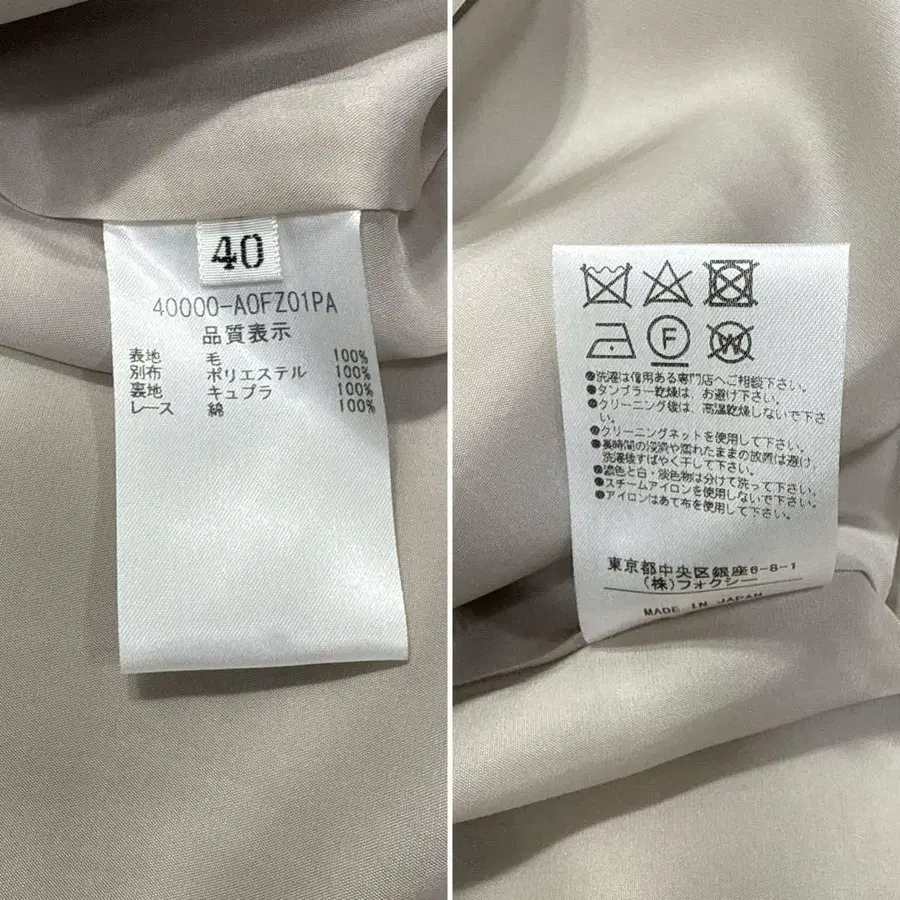 40
40000-A0FZ01PA
品質表示
表地 毛 100%
別布 ポリエステル 100%
裏地 キュプラ 100%
レース 綿 100%
F
W
●洗濯は信用ある専門店へご相談下さい。
●タンブラー乾燥は、お避け下さい。
●クリーニング後は、高温乾燥しないで下さ
い。
●クリーニングネットを使用して下さい。
●長時間の浸漬や濡れたままの放置は避け、
洗濯後すばやく干して下さい。
●濃色と白・淡色物は分けて洗って下さい。
●スチームアイロンを使用しないで下さい。
●アイロンはあて布を使用して下さい。
東京都中央区銀座6-8-1
(株)フォクシー
MADE IN JAPAN